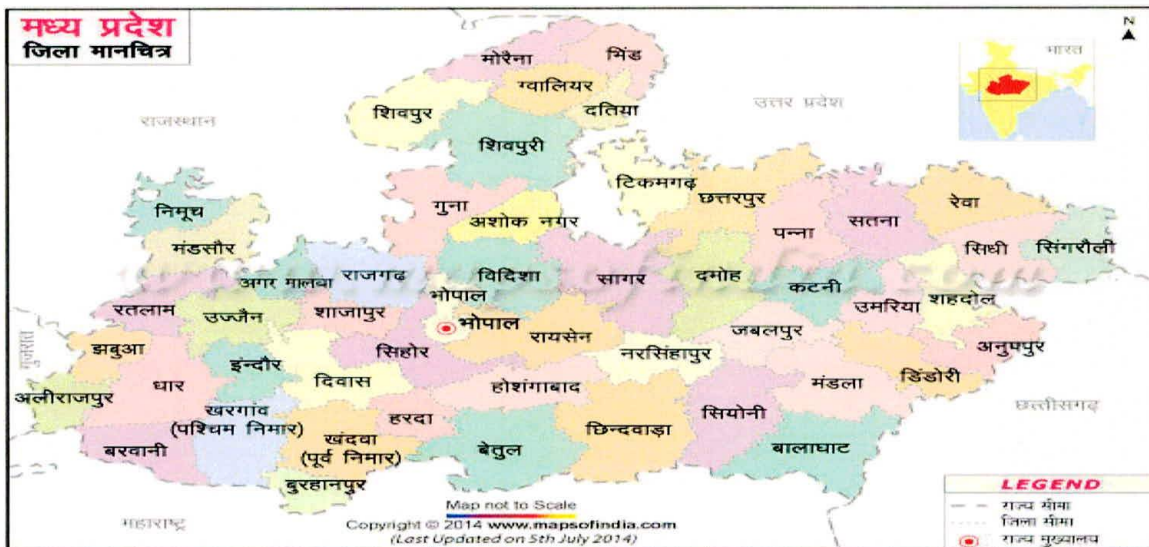 मध्य प्रदेश
जिला मानचित्र
N
भारत
राजस्थान
उत्तर प्रदेश
गुजरात
महाराष्ट्र
छत्तीसगढ़
मोरैना
भिंड
ग्वालियर
दतिया
शिवपुर
शिवपुरी
टिकमगढ़
छत्तरपुर
रेवा
निमूच
गुना
अशोक नगर
पन्ना
सतना
सिधी
सिंगरौली
मंडसौर
अगर मालवा
राजगढ
विदिशा
सागर
दमोह
कटनी
उमरिया
शहदोल
भोपाल
रतलाम
उज्जैन
शाजापुर
भोपाल
रायसेन
जबलपुर
अनुपपुर
झबुआ
इंन्दौर
दिवास
सिहोर
नरसिंहापुर
डिंडोरी
अलीराजपुर
धार
होशंगाबाद
मंडला
खरगांव
(पश्चिम निमार)
हरदा
सियोनी
बरवानी
खंदवा
(पूर्व निमार)
बेतुल
छिन्दवाड़ा
बालाघाट
बुरहानपुर
Map not to Scale
Copyright © 2014 www.mapsofindia.com
(Last Updated on 5th July 2014)
LEGEND
राज्य सीमा
जिला सीमा
राज्य मुख्यालय